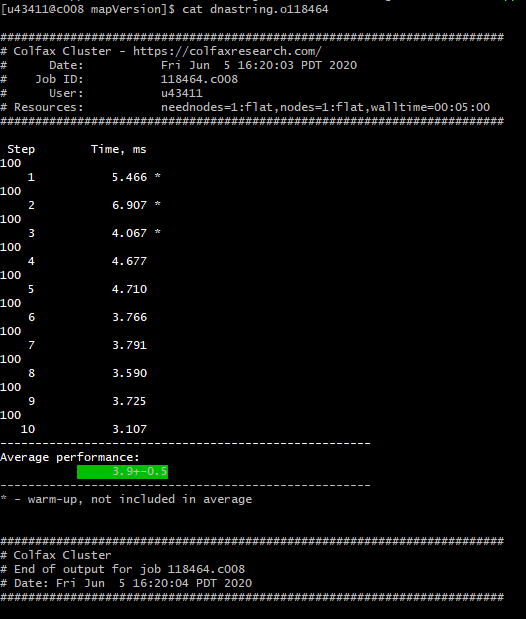 [u43411@c008 mapVersion]$ cat dnastring.o118464
########################################################################
# Colfax Cluster - https://colfaxresearch.com/
#      Date:           Fri Jun  5 16:20:03 PDT 2020
#    Job ID:           118464.c008
#      User:           u43411
# Resources:           neednodes=1:flat,nodes=1:flat,walltime=00:05:00
########################################################################
 Step        Time, ms
100
    1           5.466 *
100
    2           6.907 *
100
    3           4.067 *
100
    4           4.677
100
    5           4.710
100
    6           3.766
100
    7           3.791
100
    8           3.590
100
    9           3.725
100
   10           3.107
-----------------------------------------------------
Average performance:
                3.9+-0.5
-----------------------------------------------------
* - warm-up, not included in average
########################################################################
# Colfax Cluster
# End of output for job 118464.c008
# Date: Fri Jun  5 16:20:04 PDT 2020
########################################################################